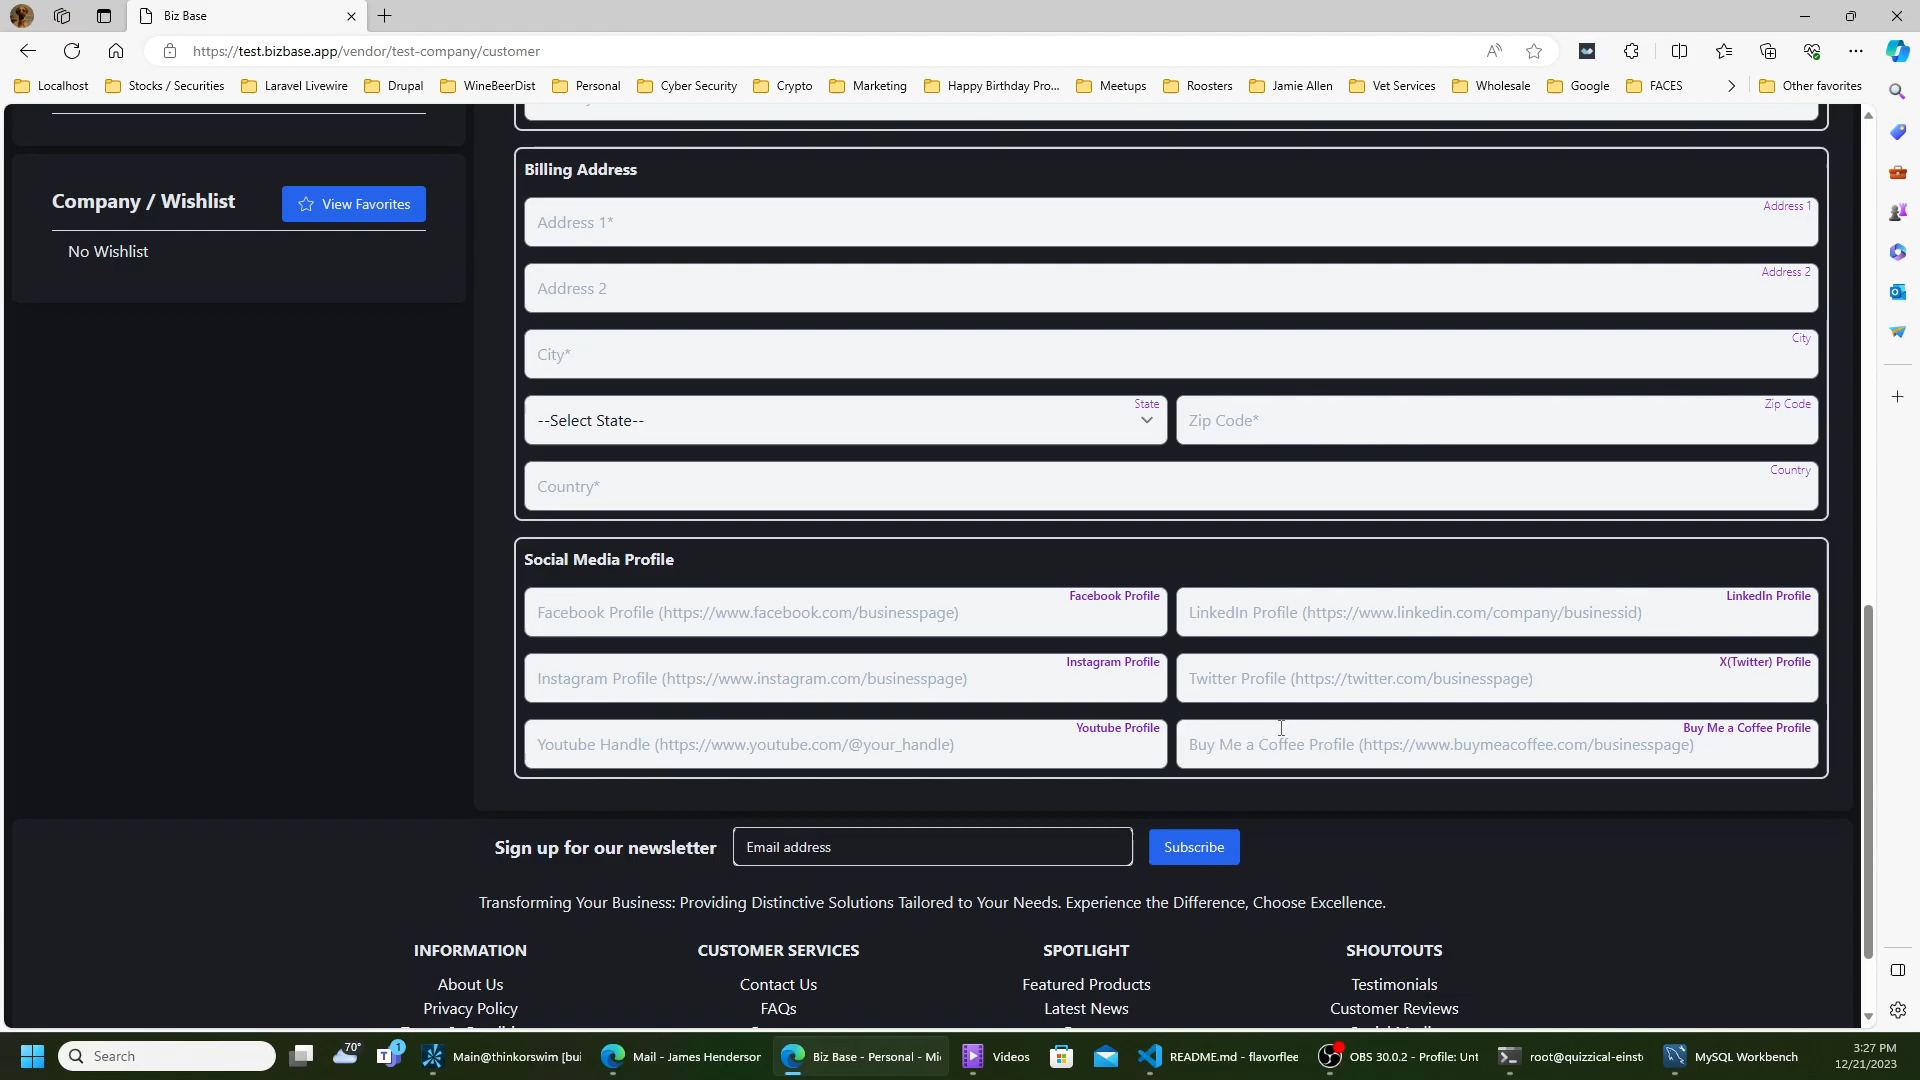 Biz Base
https://test.bizbase.app/vendor/test-company/customer
Localhost Stocks / Securities Laravel Livewire Drupal WineBeerDist Personal Cyber Security Crypto Marketing Happy Birthday Pro... Meetups Roosters Jamie Allen Vet Services Wholesale Google FACES Other favorites
Company / Wishlist
View Favorites
No Wishlist
Billing Address
Address 1
Address 1*
Address 2
Address 2
City
City*
State
--Select State--
Zip Code
Zip Code*
Country
Country*
Social Media Profile
Facebook Profile
Facebook Profile (https://www.facebook.com/businesspage)
LinkedIn Profile
LinkedIn Profile (https://www.linkedin.com/company/businessid)
Instagram Profile
Instagram Profile (https://www.instagram.com/businesspage)
X(Twitter) Profile
Twitter Profile (https://twitter.com/businesspage)
Youtube Profile
Youtube Handle (https://www.youtube.com/@your_handle)
Buy Me a Coffee Profile
Buy Me a Coffee Profile (https://www.buymeacoffee.com/businesspage)
Sign up for our newsletter Email address Subscribe
Transforming Your Business: Providing Distinctive Solutions Tailored to Your Needs. Experience the Difference, Choose Excellence.
INFORMATION CUSTOMER SERVICES SPOTLIGHT SHOUTOUTS
About Us Contact Us Featured Products Testimonials
Privacy Policy FAQs Latest News Customer Reviews
Search 70° 1 Main@thinkorswim [bui Mail - James Henderson Biz Base - Personal - Mi Videos README.md - flavorflee OBS 30.0.2 - Profile: Unt root@quizzical-einst MySQL Workbench
3:27 PM
12/21/2023